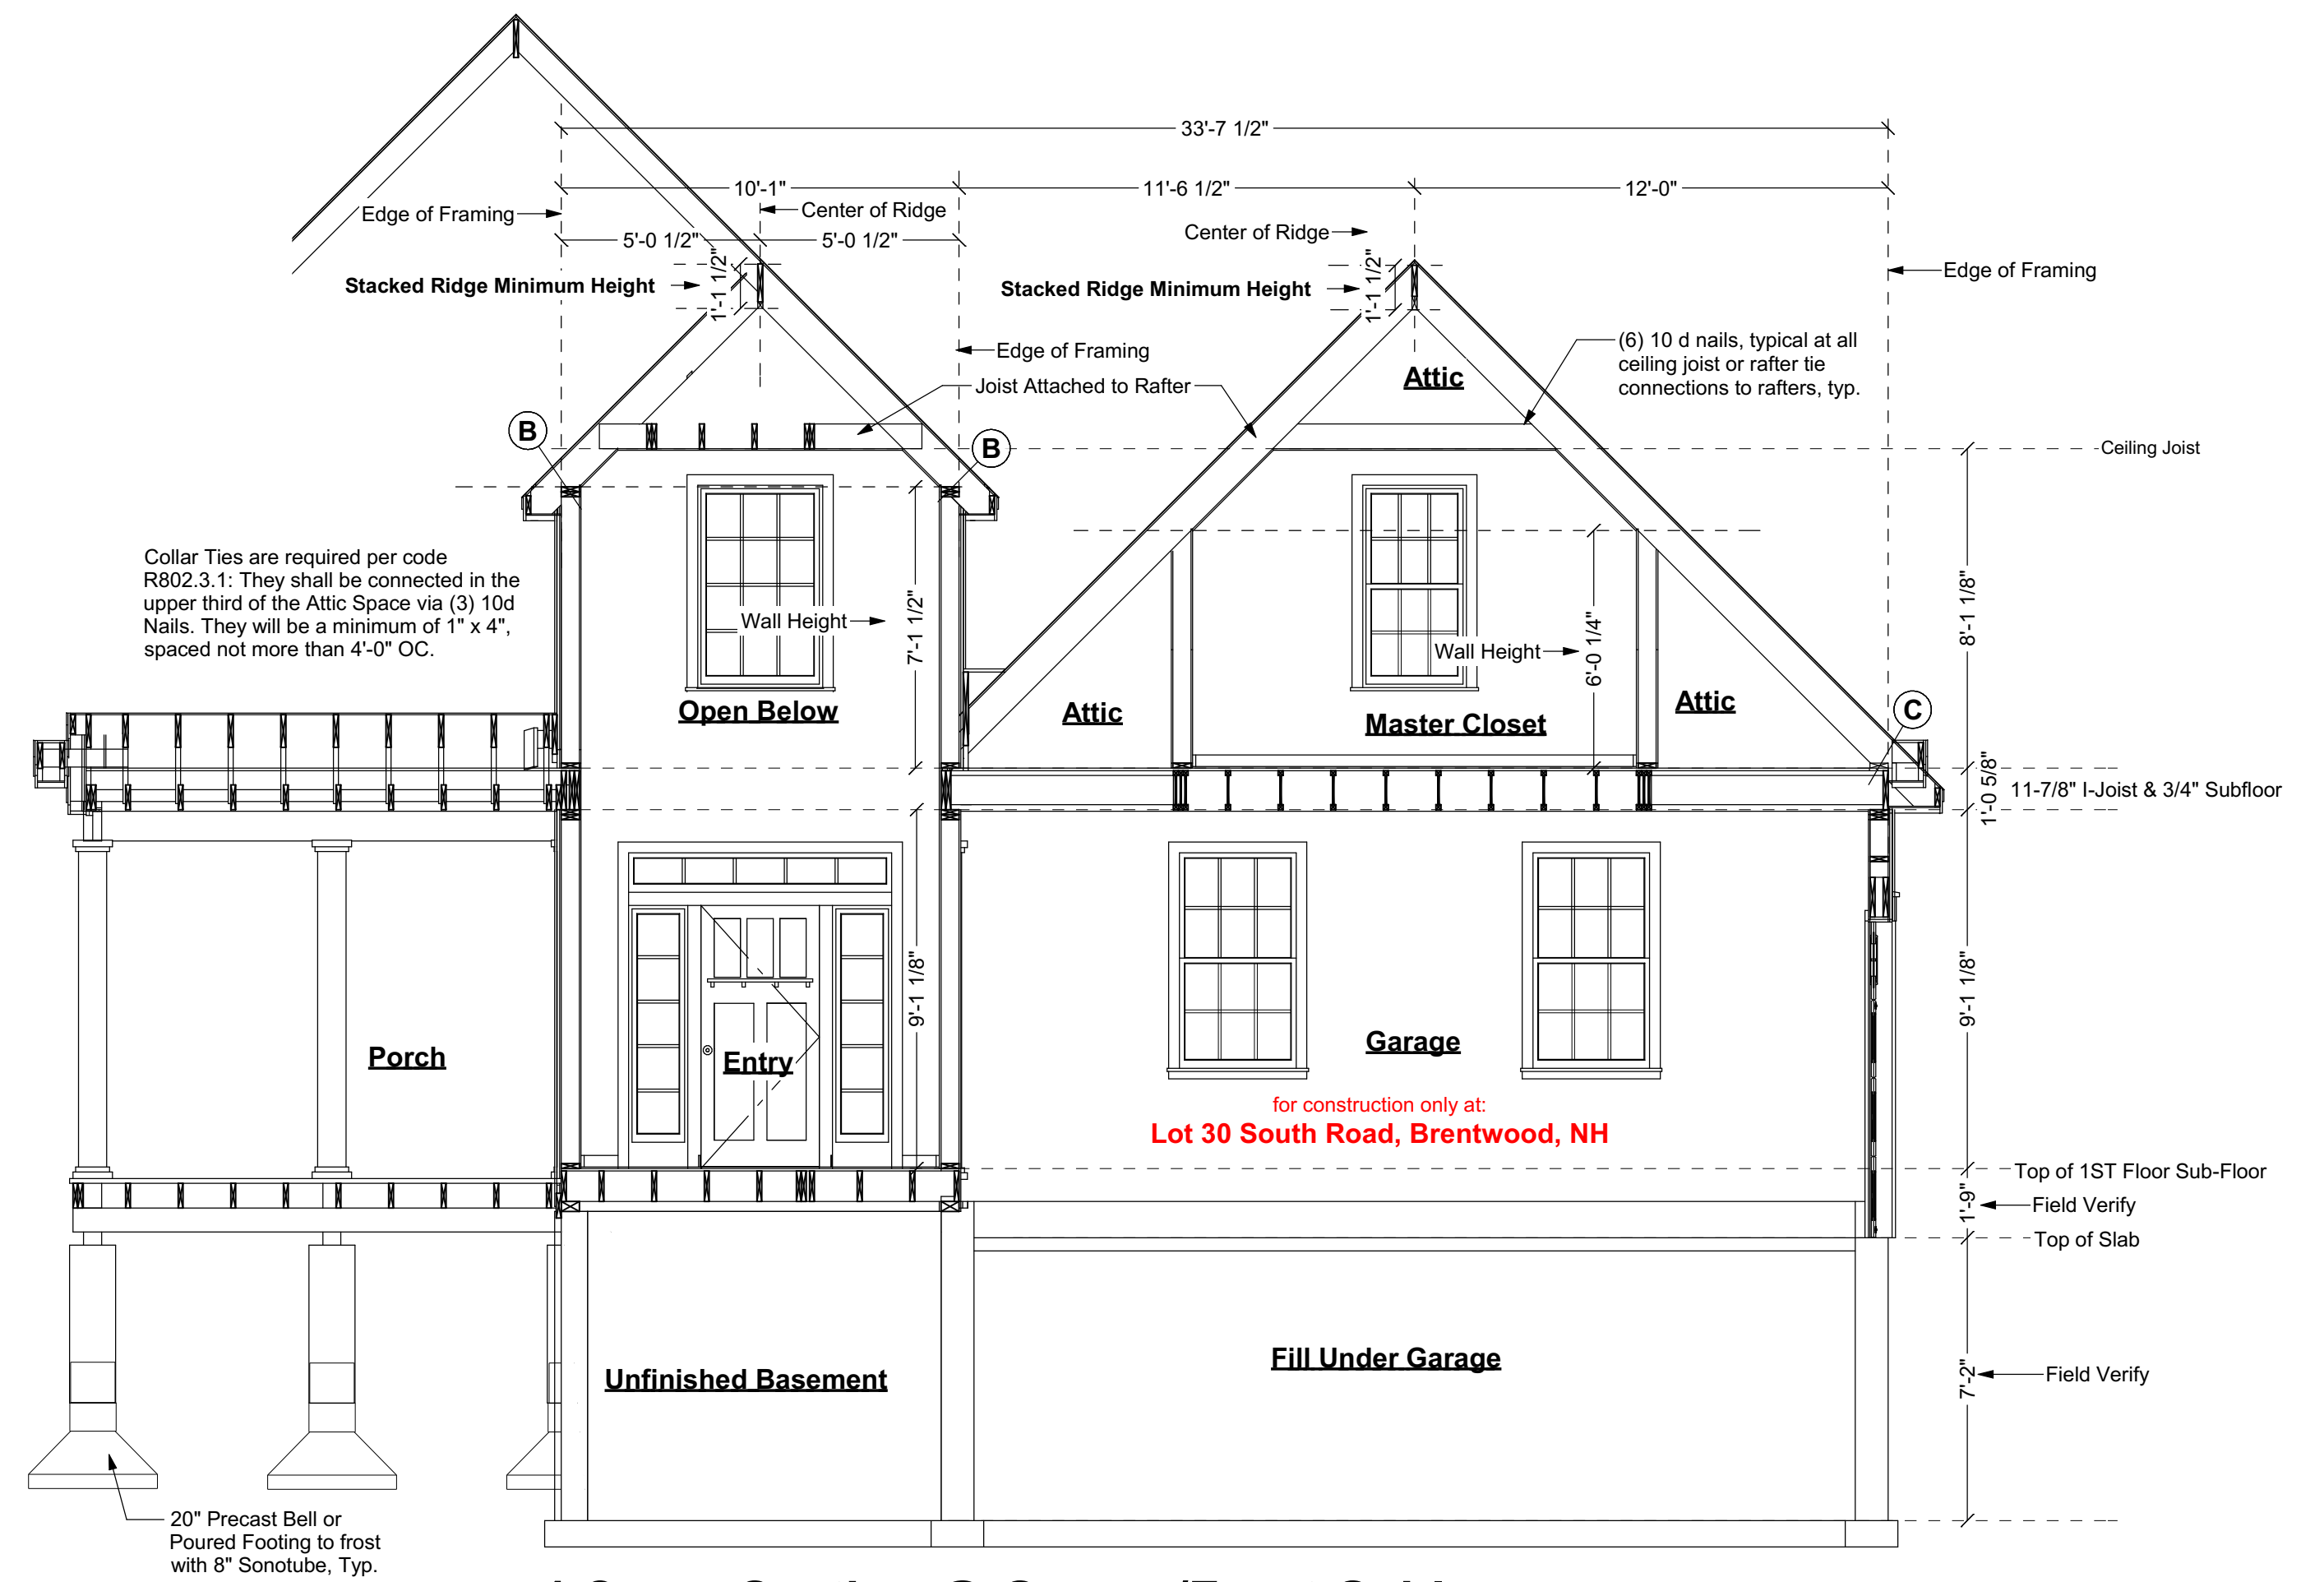 33'-7 1/2"
10'-1"
11'-6 1/2"
12'-0"
Edge of Framing
Center of Ridge
5'-0 1/2"
5'-0 1/2"
Center of Ridge
1'-1 1/2"
Stacked Ridge Minimum Height
1'-1 1/2"
Stacked Ridge Minimum Height
Edge of Framing
Edge of Framing
Joist Attached to Rafter
Attic
(6) 10 d nails, typical at all
ceiling joist or rafter tie
connections to rafters, typ.
B
B
Ceiling Joist
Collar Ties are required per code
R802.3.1: They shall be connected in the
upper third of the Attic Space via (3) 10d
Nails. They will be a minimum of 1" x 4",
spaced not more than 4'-0" OC.
Wall Height
7'-1 1/2"
Wall Height
6'-0 1/4"
8'-1 1/8"
Open Below
Attic
Master Closet
Attic
C
1'-0 5/8"
11-7/8" I-Joist & 3/4" Subfloor
9'-1 1/8"
9'-1 1/8"
Porch
Entry
Garage
for construction only at:
Lot 30 South Road, Brentwood, NH
Top of 1ST Floor Sub-Floor
1'-9"
Field Verify
Top of Slab
Unfinished Basement
Fill Under Garage
7'-2"
Field Verify
20" Precast Bell or
Poured Footing to frost
with 8" Sonotube, Typ.